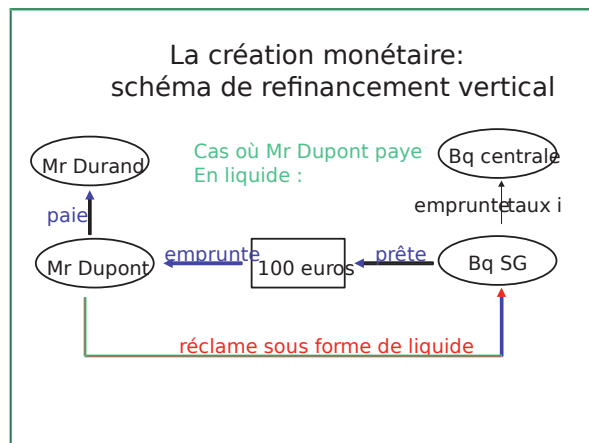 La création monétaire:
schéma de refinancement vertical
Cas où Mr Dupont paye
En liquide :
Mr Durand
Bq centrale
paie
emprunte
taux i
Mr Dupont
emprunte
100 euros
prête
Bq SG
réclame sous forme de liquide